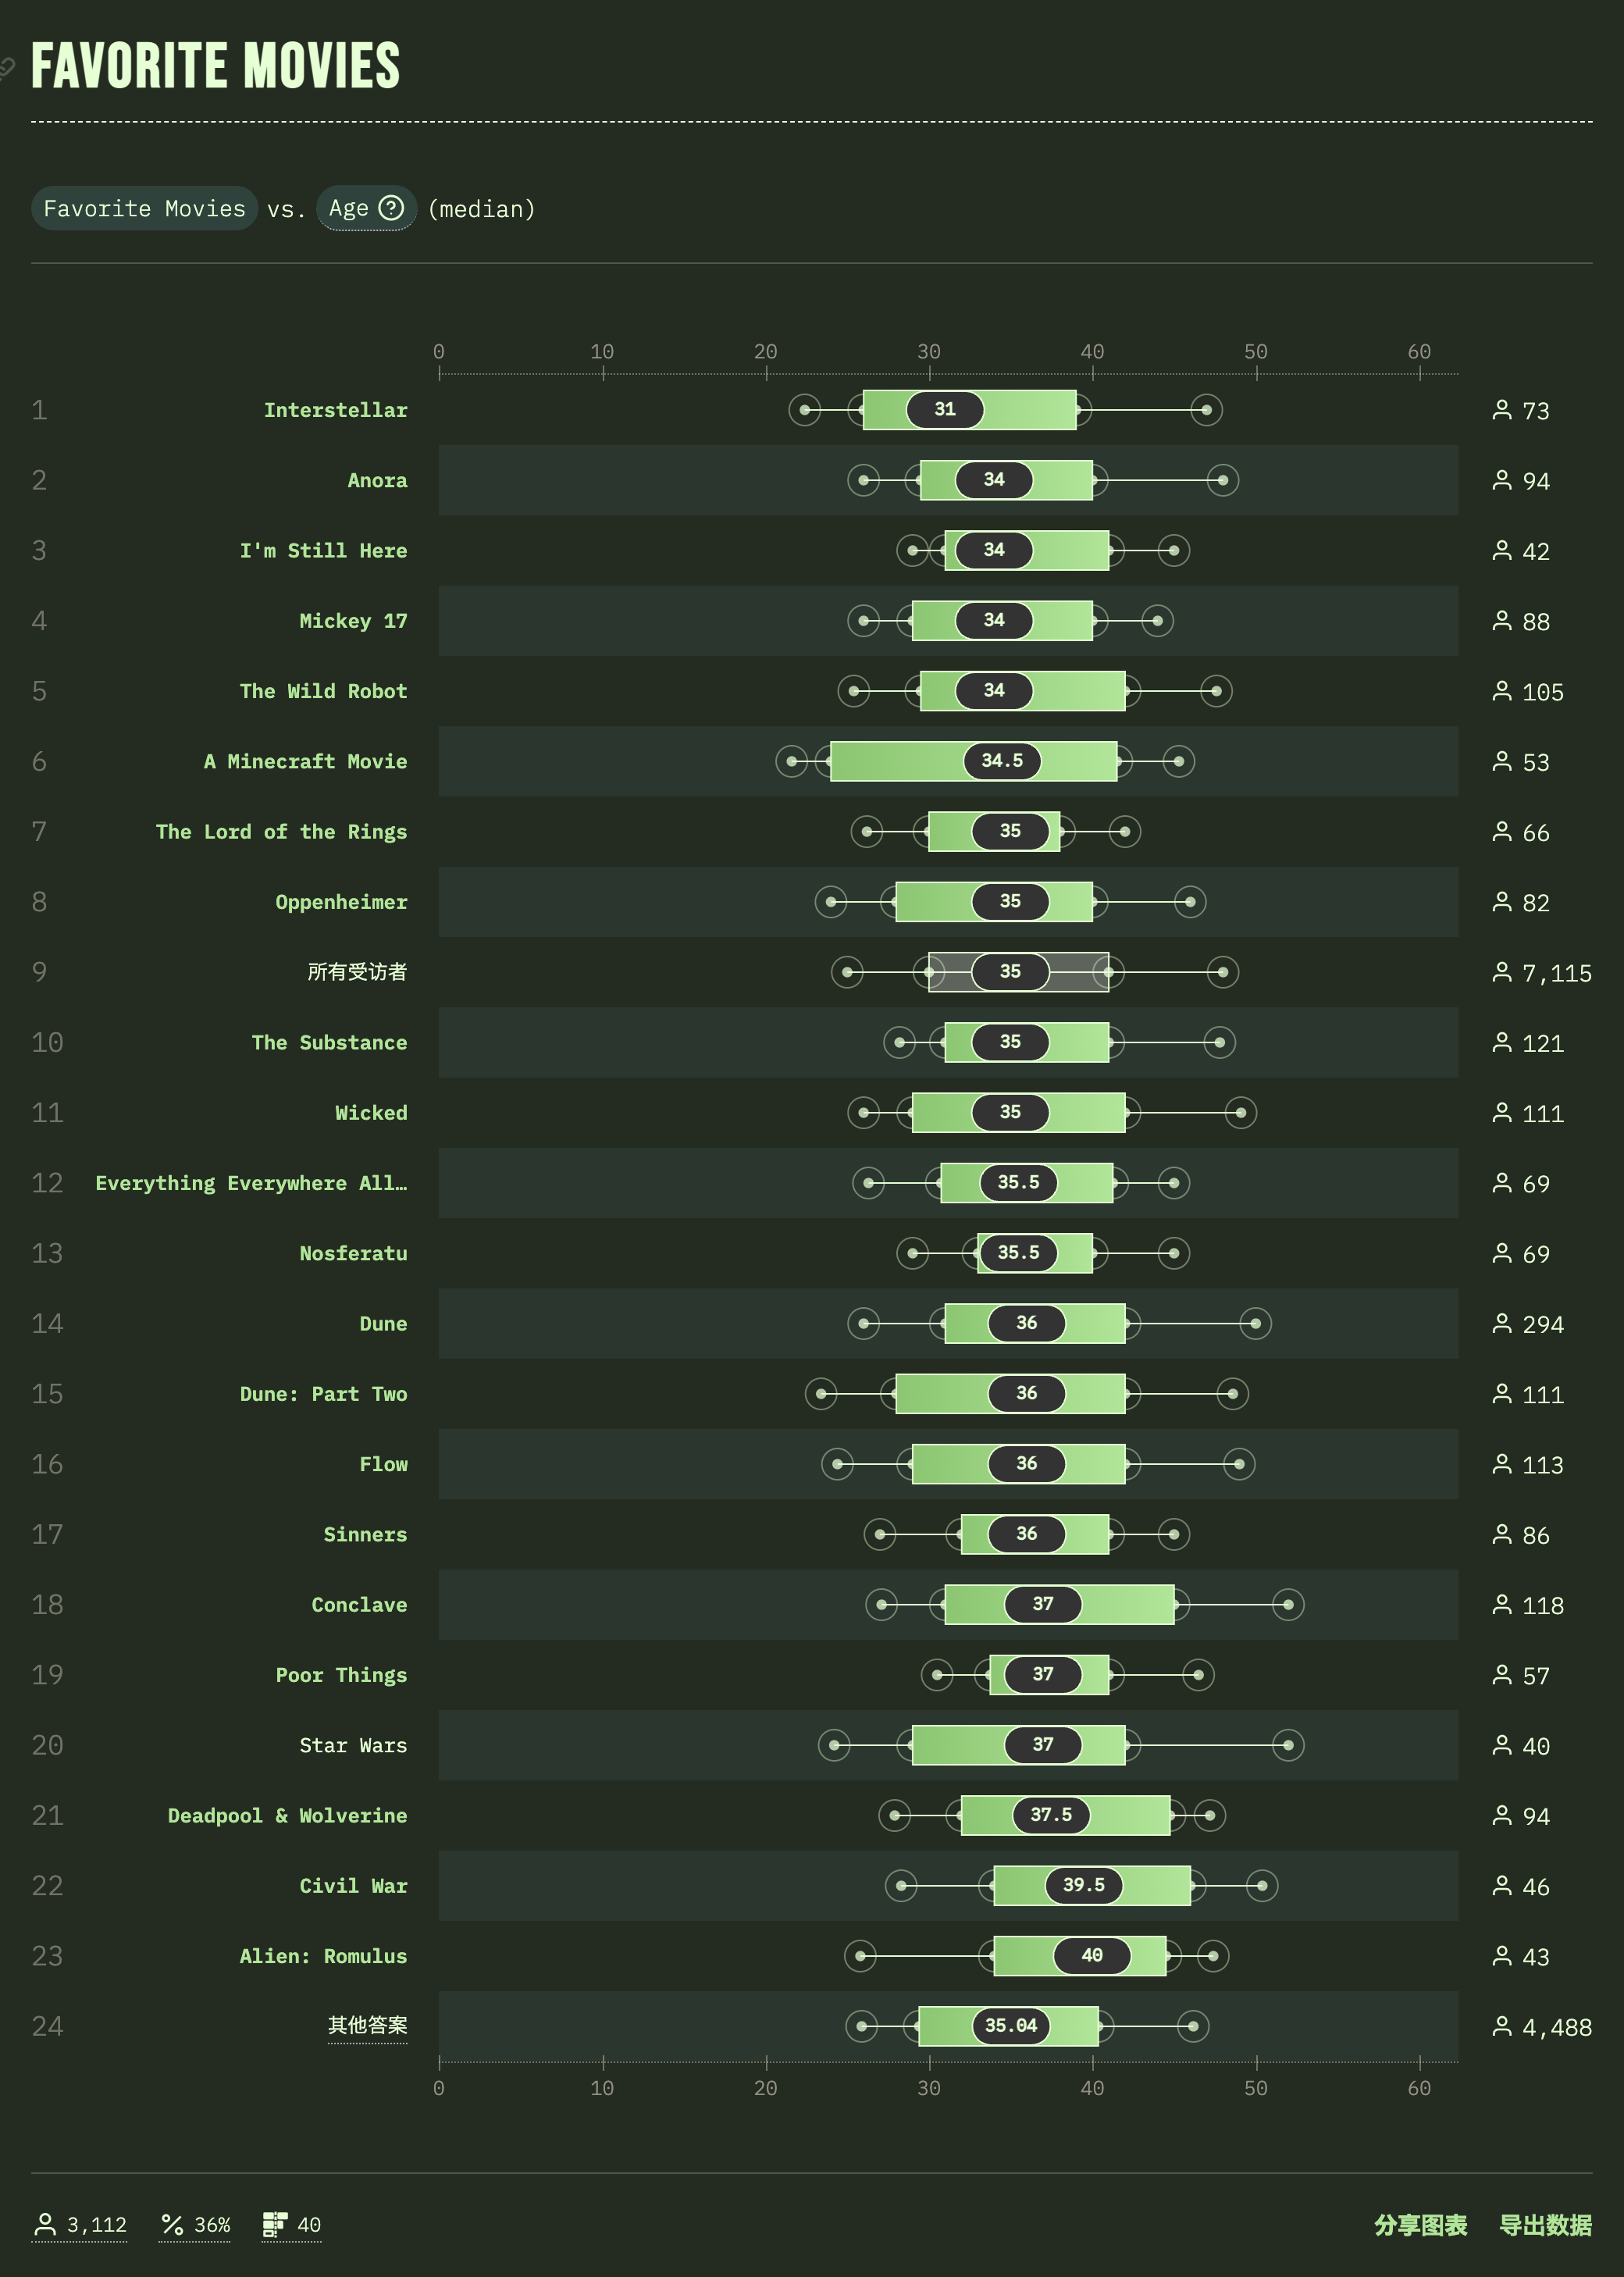 FAVORITE MOVIES
Favorite Movies vs. Age ? (median)
0 10 20 30 40 50 60
1 Interstellar 31 73
2 Anora 34 94
3 I'm Still Here 34 42
4 Mickey 17 34 88
5 The Wild Robot 34 105
6 A Minecraft Movie 34.5 53
7 The Lord of the Rings 35 66
8 Oppenheimer 35 82
9 所有受访者 35 7,115
10 The Substance 35 121
11 Wicked 35 111
12 Everything Everywhere All… 35.5 69
13 Nosferatu 35.5 69
14 Dune 36 294
15 Dune: Part Two 36 111
16 Flow 36 113
17 Sinners 36 86
18 Conclave 37 118
19 Poor Things 37 57
20 Star Wars 37 40
21 Deadpool & Wolverine 37.5 94
22 Civil War 39.5 46
23 Alien: Romulus 40 43
24 其他答案 35.04 4,488
0 10 20 30 40 50 60
3,112 % 36% 40 分享图表 导出数据